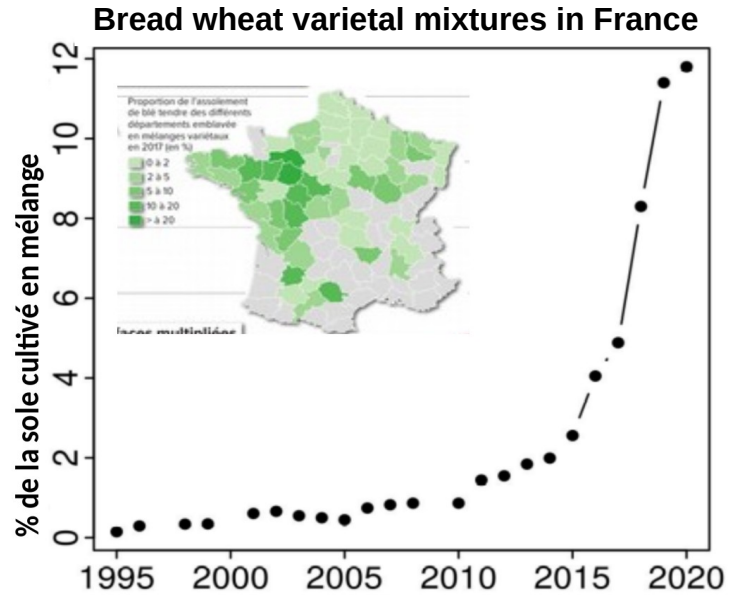 Bread wheat varietal mixtures in France
% de la sole cultivé en mélange
12
10
8
6
4
2
0
Proportion de l'assolement
de blé tendre des différents
départements emblavée
en mélanges variétaux
en 2017 (en %)
0 à 2
2 à 5
5 à 10
10 à 20
> à 20
faces multipliées
1995
2000
2005
2010
2015
2020